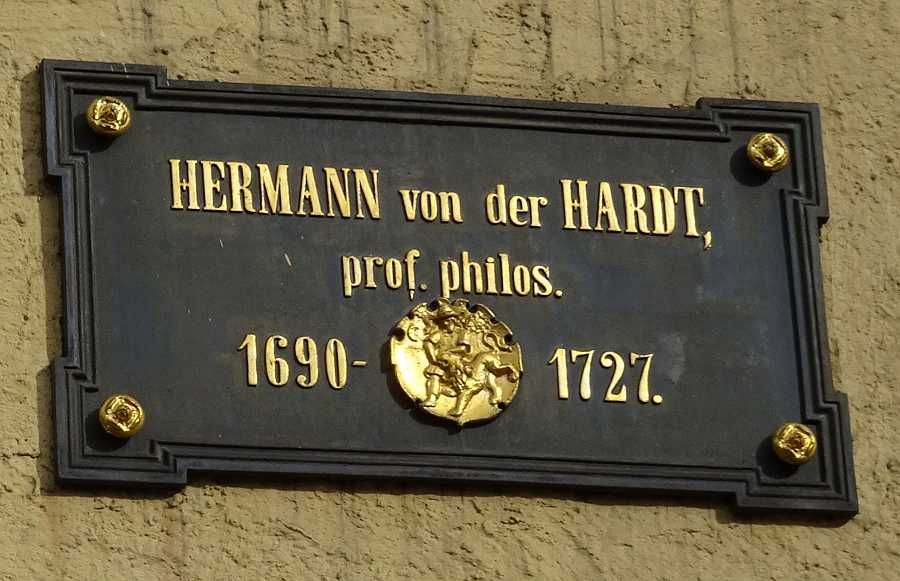 HERMANN von der HARDT,
prof. philos.
1690- 1727.